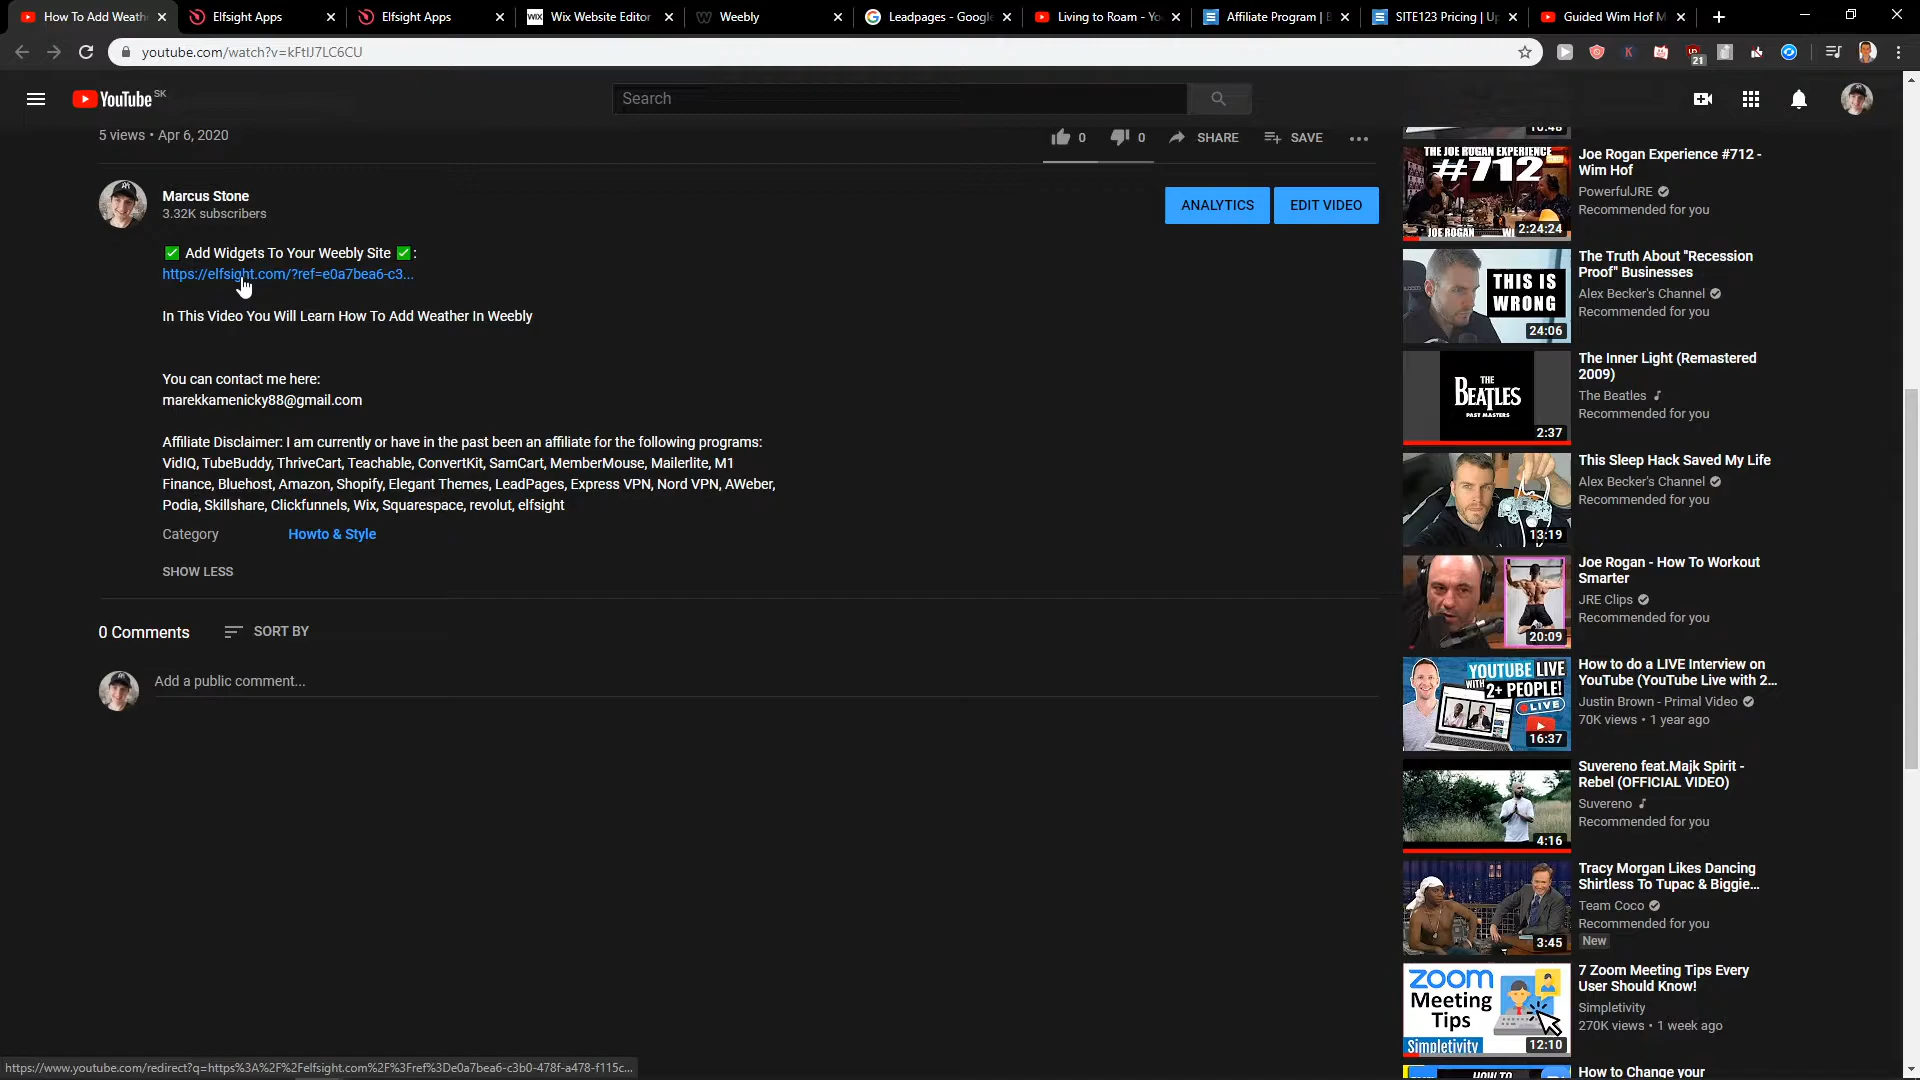 How To Add Weath
Elfsight Apps
Elfsight Apps
WIX Wix Website Editor
Weebly
Leadpages - Google
Living to Roam - Yo
Affiliate Program |
SITE123 Pricing | Up
Guided Wim Hof M
youtube.com/watch?v=kFtIJ7LC6CU
21
YouTube SK
Search
5 views • Apr 6, 2020
0
0
SHARE
SAVE
Marcus Stone
3.32K subscribers
ANALYTICS
EDIT VIDEO
✅ Add Widgets To Your Weebly Site ✅ :
https://elfsight.com/?ref=e0a7bea6-c3...
In This Video You Will Learn How To Add Weather In Weebly
You can contact me here:
marekkamenicky88@gmail.com
Affiliate Disclaimer: I am currently or have in the past been an affiliate for the following programs:
VidIQ, TubeBuddy, ThriveCart, Teachable, ConvertKit, SamCart, MemberMouse, Mailerlite, M1
Finance, Bluehost, Amazon, Shopify, Elegant Themes, LeadPages, Express VPN, Nord VPN, AWeber,
Podia, Skillshare, Clickfunnels, Wix, Squarespace, revolut, elfsight
Category
Howto & Style
SHOW LESS
0 Comments
SORT BY
Add a public comment...
10:48
THE JOE ROGAN EXPERIENCE
#712
JOE ROGAN
2:24:24
Joe Rogan Experience #712 -
Wim Hof
PowerfulJRE
Recommended for you
THIS IS
WRONG
24:06
The Truth About "Recession
Proof" Businesses
Alex Becker's Channel
Recommended for you
THE
BEATLES
PAST MASTERS
2:37
The Inner Light (Remastered
2009)
The Beatles
Recommended for you
13:19
This Sleep Hack Saved My Life
Alex Becker's Channel
Recommended for you
20:09
Joe Rogan - How To Workout
Smarter
JRE Clips
Recommended for you
YOUTUBE LIVE
WITH 2+ PEOPLE!
LIVE
16:37
How to do a LIVE Interview on
YouTube (YouTube Live with 2...
Justin Brown - Primal Video
70K views • 1 year ago
4:16
Suvereno feat.Majk Spirit -
Rebel (OFFICIAL VIDEO)
Suvereno
Recommended for you
3:45
Tracy Morgan Likes Dancing
Shirtless To Tupac & Biggie...
Team Coco
Recommended for you
New
ZOOM
Meeting
Tips
Simpletivity
12:10
7 Zoom Meeting Tips Every
User Should Know!
Simpletivity
270K views • 1 week ago
HOW TO
How to Change your
https://www.youtube.com/redirect?q=https%3A%2F%2Felfsight.com%2F%3Fref%3De0a7bea6-c3b0-478f-a478-f115c...